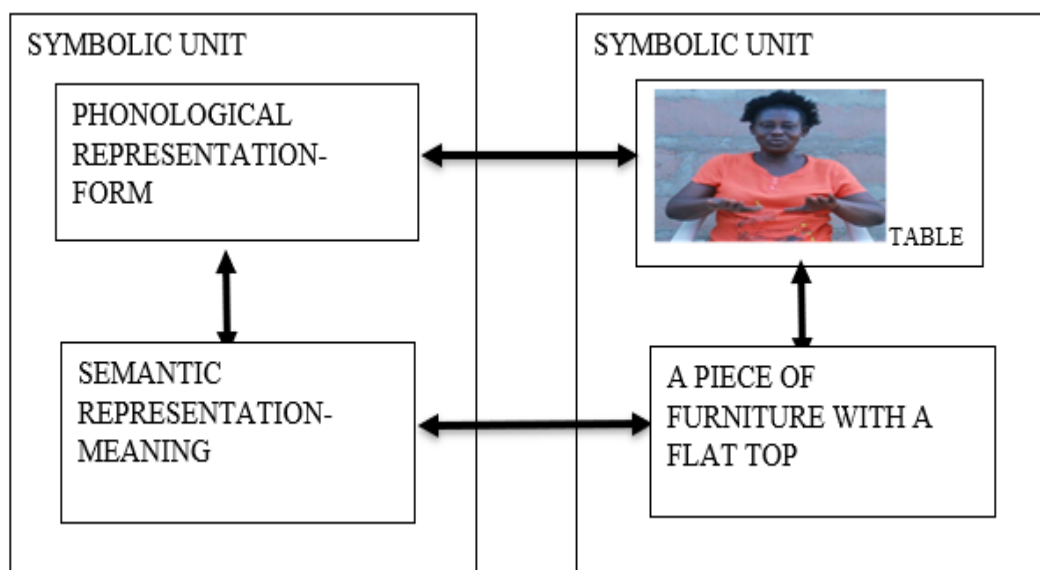 SYMBOLIC UNIT
PHONOLOGICAL
REPRESENTATION-
FORM
SEMANTIC
REPRESENTATION-
MEANING
SYMBOLIC UNIT
TABLE
A PIECE OF
FURNITURE WITH A
FLAT TOP